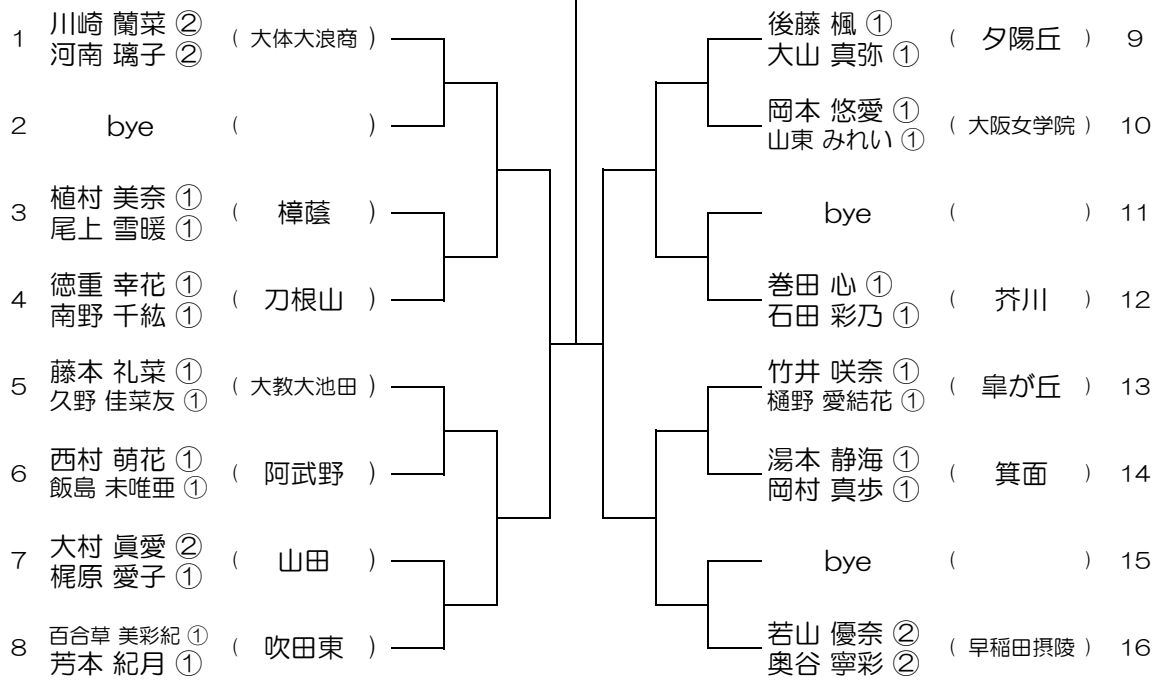 1 川崎 蘭菜 ② ( 大体大浪商 )
河南 璃子 ②
2 bye ( )
3 植村 美奈 ① ( 樟蔭 )
尾上 雪暖 ①
4 徳重 幸花 ① ( 刀根山 )
南野 千紘 ①
5 藤本 礼菜 ① ( 大教大池田 )
久野 佳菜友 ①
6 西村 萌花 ① ( 阿武野 )
飯島 未唯亜 ①
7 大村 眞愛 ② ( 山田 )
梶原 愛子 ①
8 百合草 美彩紀 ① ( 吹田東 )
芳本 紀月 ①
後藤 楓 ① ( 夕陽丘 ) 9
大山 真弥 ①
岡本 悠愛 ① ( 大阪女学院 ) 10
山東 みれい ①
bye ( ) 11
巻田 心 ① ( 芥川 ) 12
石田 彩乃 ①
竹井 咲奈 ① ( 皐が丘 ) 13
樋野 愛結花 ①
湯本 静海 ① ( 箕面 ) 14
岡村 真歩 ①
bye ( ) 15
若山 優奈 ② ( 早稲田摂陵 ) 16
奥谷 寧彩 ②